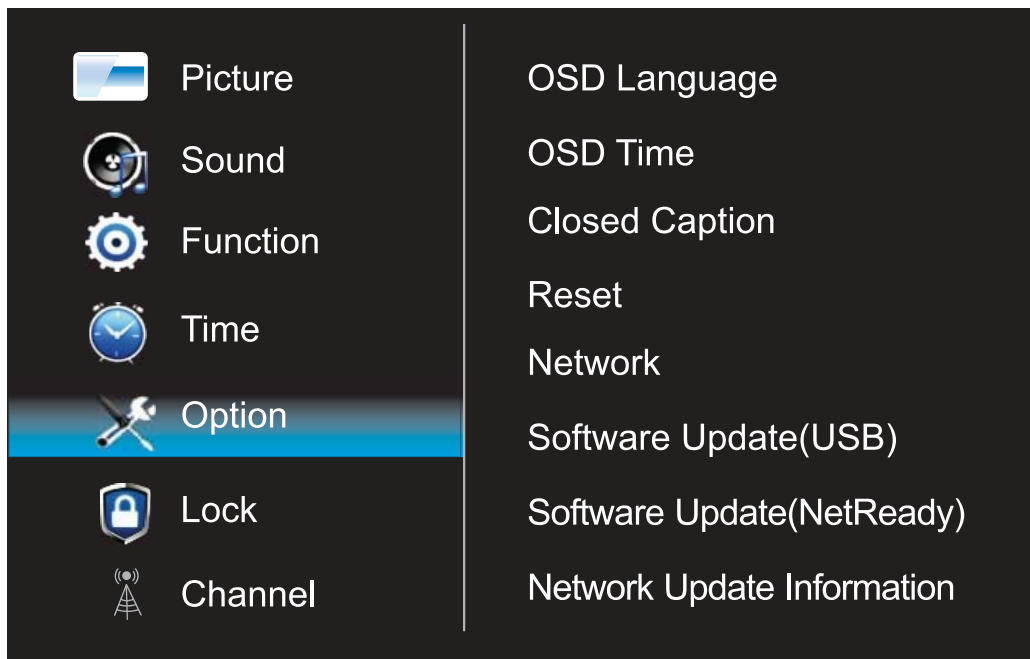 Picture
Sound
Function
Time
Option
Lock
Channel
OSD Language
OSD Time
Closed Caption
Reset
Network
Software Update(USB)
Software Update(NetReady)
Network Update Information